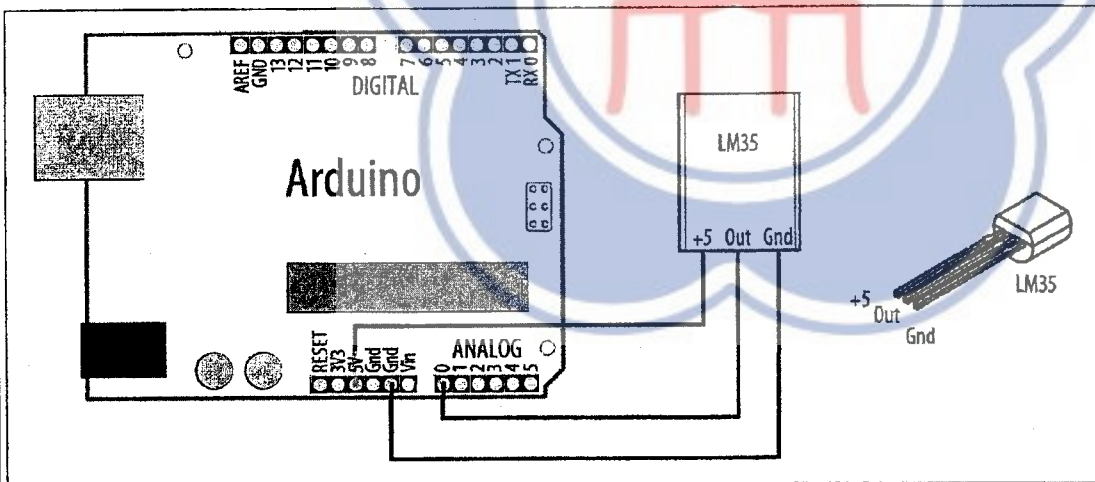 AREF
GND
13
12
11
10
9
8
7
6
5
4
3
2
TX 1
RX 0
DIGITAL
Arduino
LM35
+5 Out Gnd
LM35
+5
Out
Gnd
ANALOG
RESET
3V3
5V
Gnd
Gnd
Vin
0
1
2
3
4
5